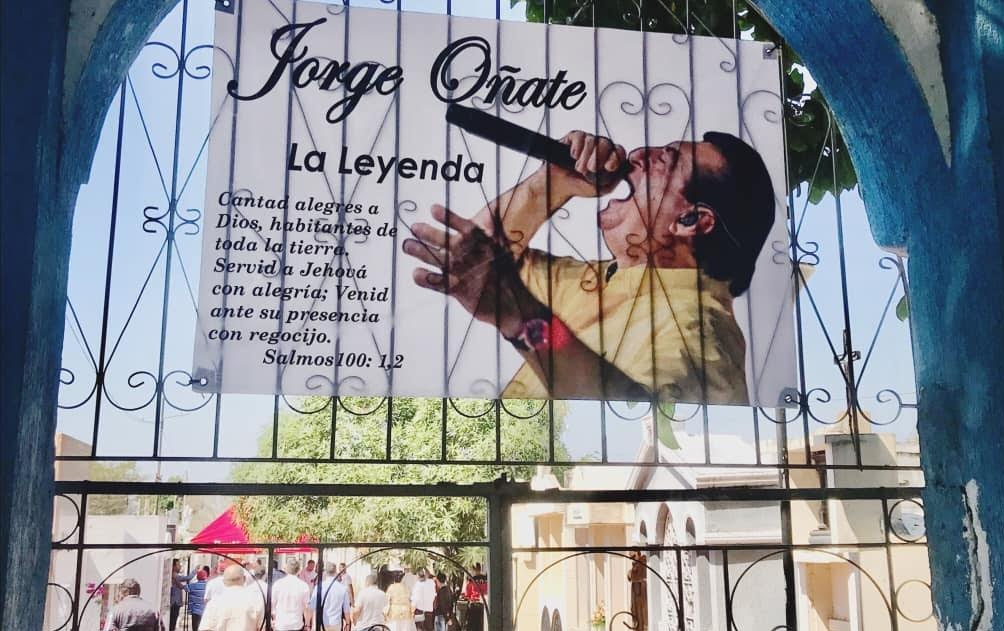 Jorge Oñate
La Leyenda
Cantad alegres a
Dios, habitantes de
toda la tierra.
Servid a Jehová
con alegría; Venid
ante su presencia
con regocijo.
Salmos100: 1,2